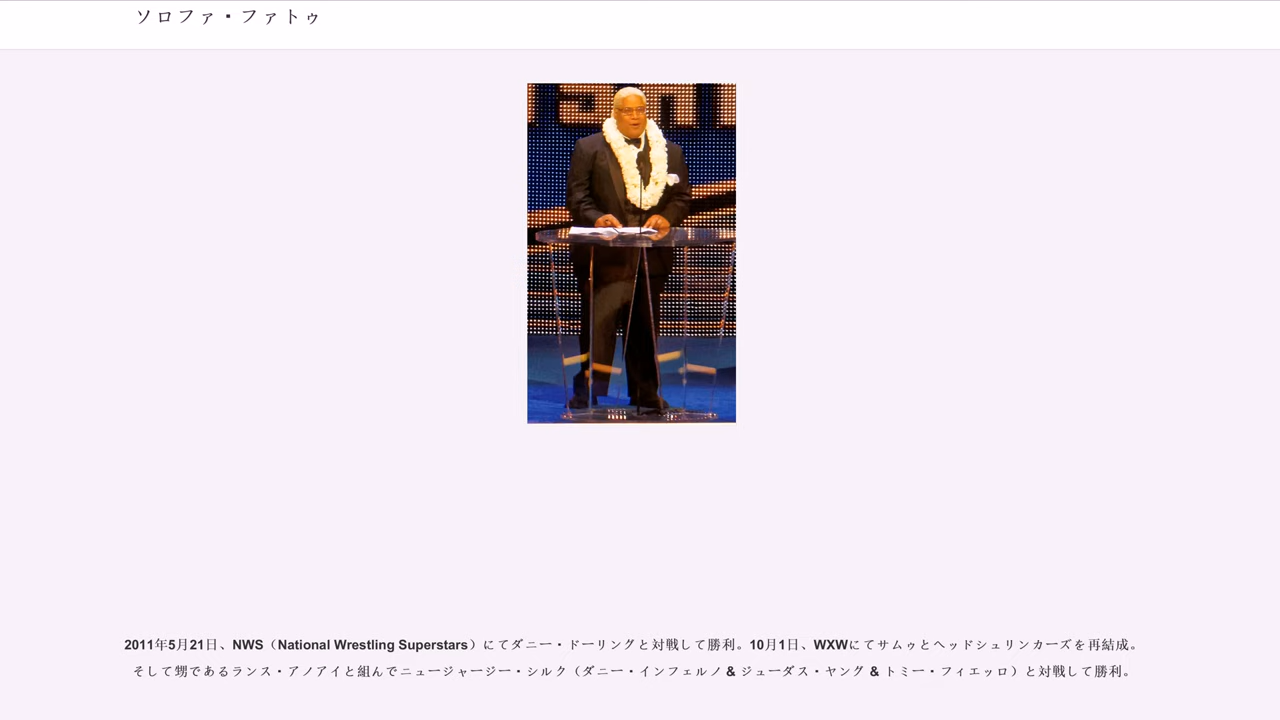 ソロファ・ファトゥ
2011年5月21日、NWS（National Wrestling Superstars）にてダニー・ドーリングと対戦して勝利。10月1日、WXWにてサムゥとヘッドシュリンカーズを再結成。
そして甥であるランス・アノアイと組んでニュージャージー・シルク（ダニー・インフェルノ & ジューダス・ヤング & トミー・フィエッロ）と対戦して勝利。